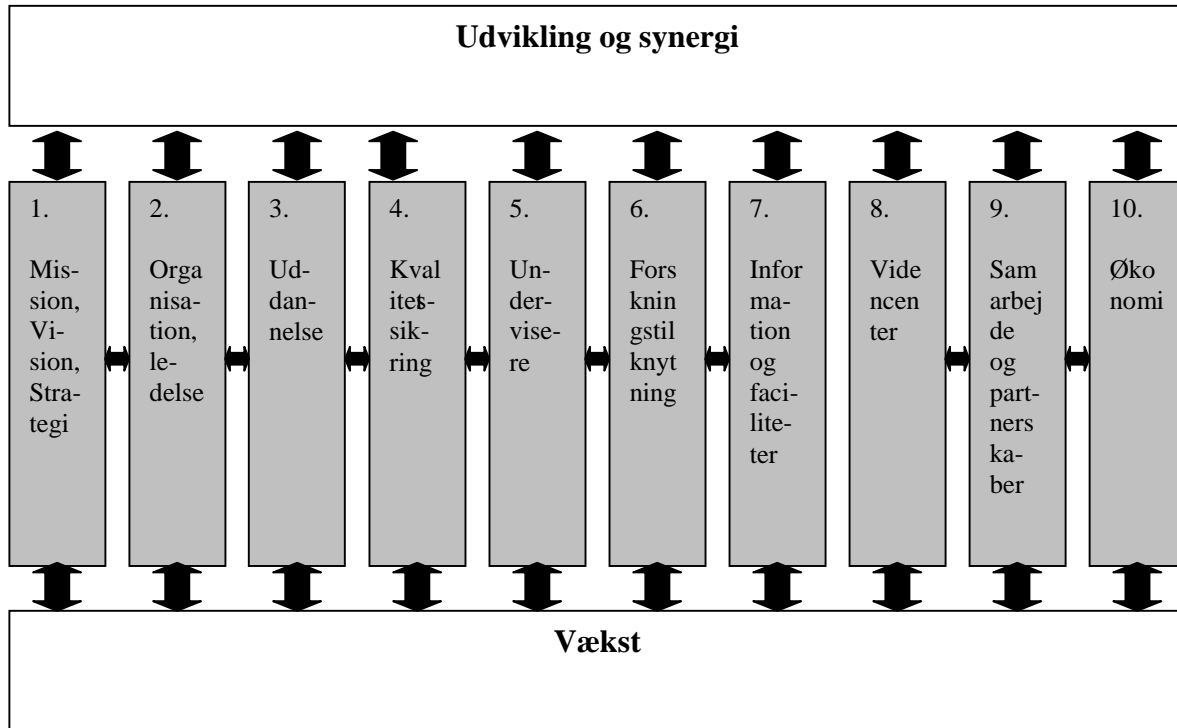 Udvikling og synergi
1.
Mis-
sion,
Vi-
sion,
Stra-
tegi
2.
Orga
nisa-
tion,
le-
delse
3.
Ud-
dan-
nelse
4.
Kval
itets-
sik-
ring
5.
Un-
der-
vise-
re
6.
Fors
knin
gstil
knyt
ning
7.
Infor
ma-
tion
og
faci-
lite-
ter
8.
Vide
ncen
ter
9.
Sam
arbej
de
og
part-
ners
ka-
ber
10.
Øko
nomi
Vækst